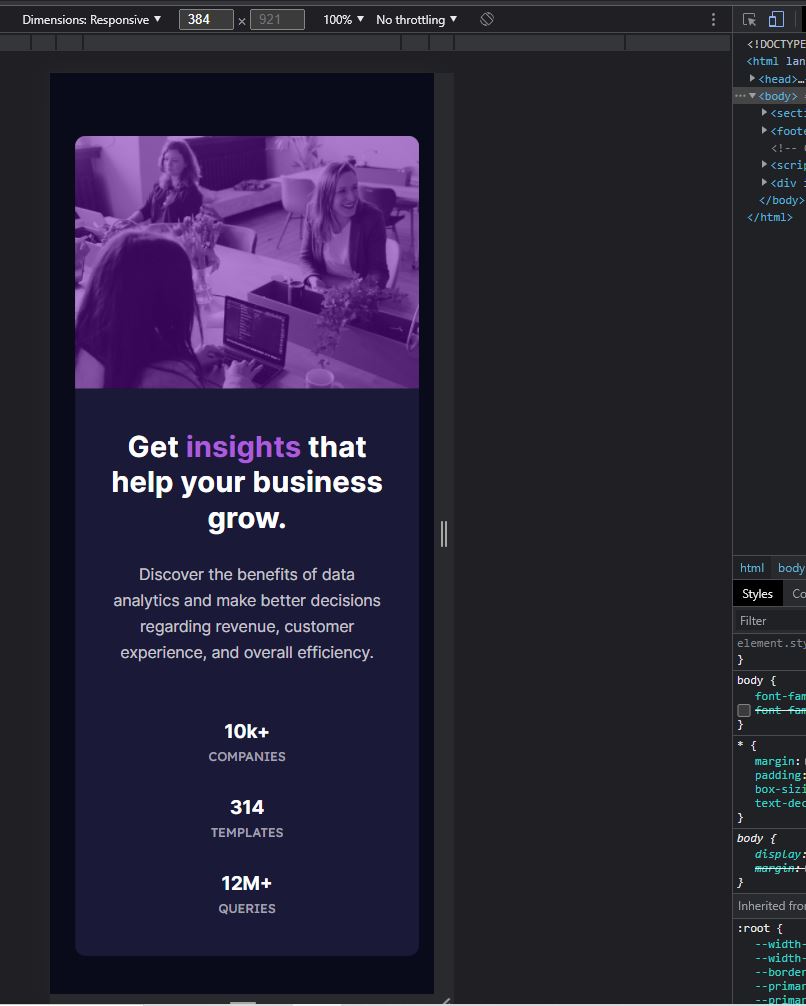 Dimensions: Responsive ▼ 384 × 921 100% ▼ No throttling ▼
<!DOCTYPE
<html lan
<head>…
<body>
<secti
<foote
<!--
<scrip
<div i
</body>
</html>
Get insights that
help your business
grow.
Discover the benefits of data
analytics and make better decisions
regarding revenue, customer
experience, and overall efficiency.
10k+
COMPANIES
314
TEMPLATES
12M+
QUERIES
html body
Styles Co
Filter
element.sty
}
body {
font-fam
font-fam
}
* {
margin:
padding:
box-sizi
text-dec
}
body {
display:
margin:
}
Inherited fro
:root {
--width-
--width-
--border
--primar
--primar